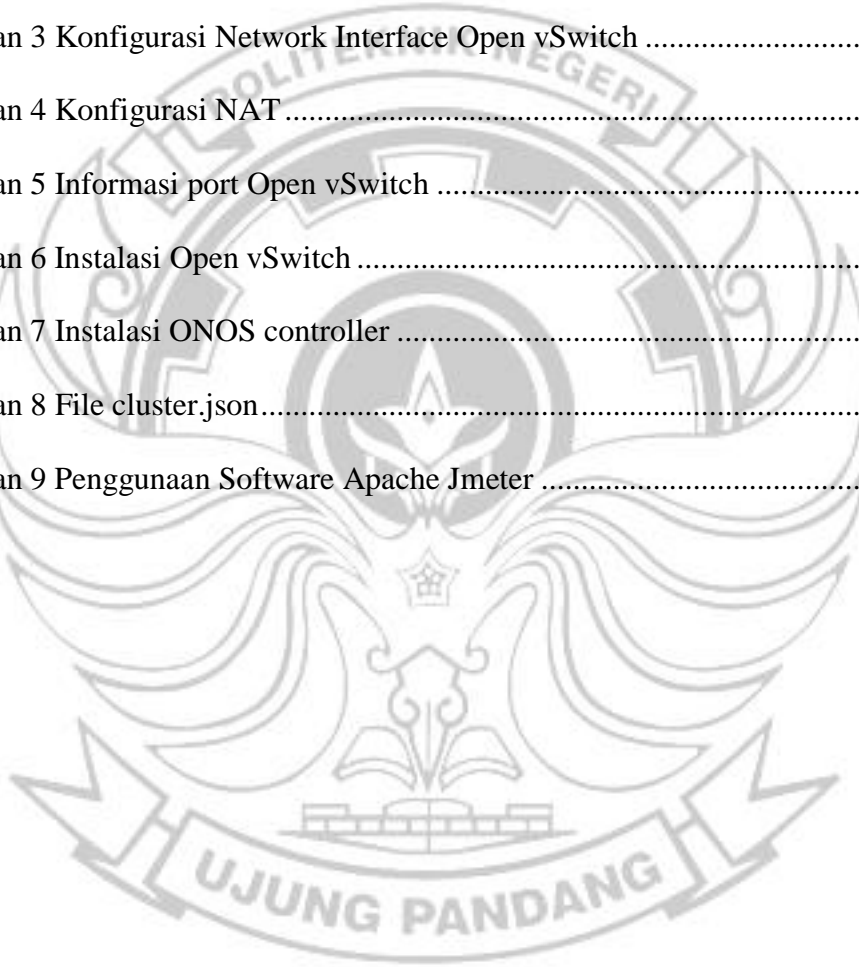 an 3 Konfigurasi Network Interface Open vSwitch ........................
POLITEKNIK NEGERI
an 4 Konfigurasi NAT ........................
an 5 Informasi port Open vSwitch ........................
an 6 Instalasi Open vSwitch ........................
an 7 Instalasi ONOS controller ........................
an 8 File cluster.json ........................
an 9 Penggunaan Software Apache Jmeter ........................
UJUNG PANDANG